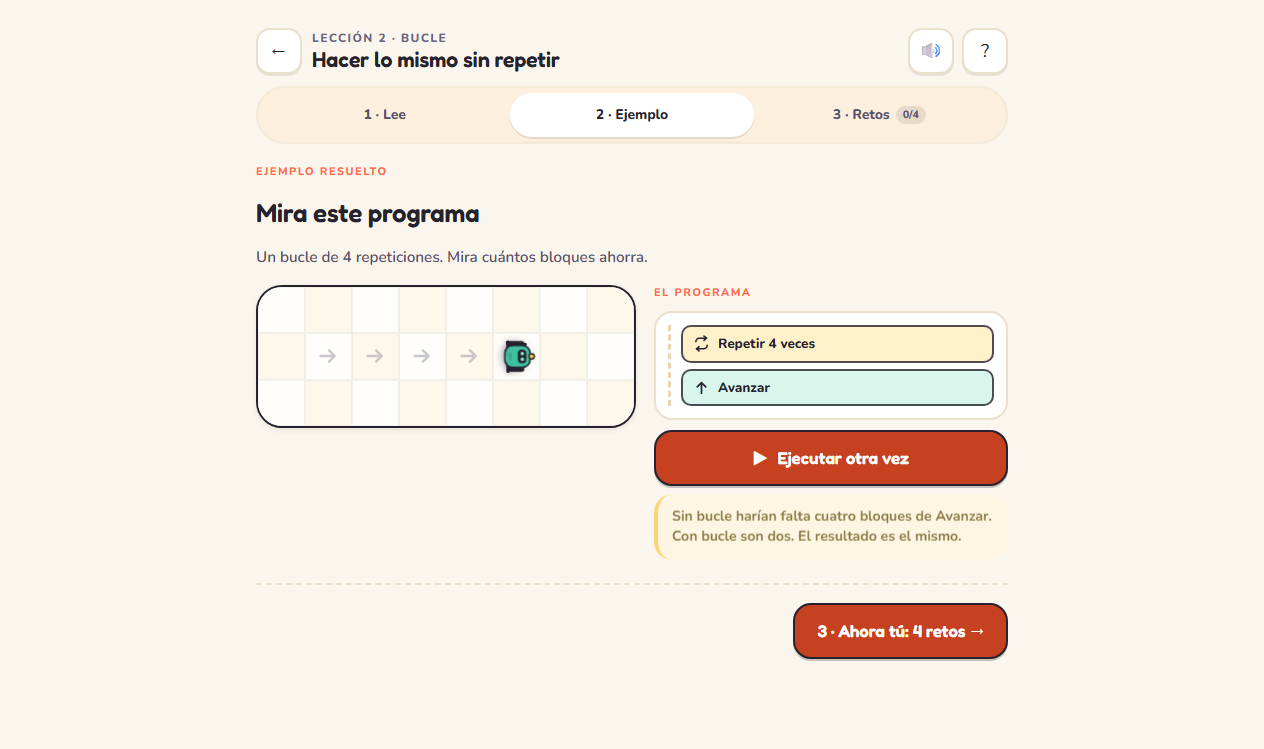 ←
LECCIÓN 2 · BUCLE
Hacer lo mismo sin repetir
?
1 · Lee
2 · Ejemplo
3 · Retos 0/4
EJEMPLO RESUELTO
Mira este programa
Un bucle de 4 repeticiones. Mira cuántos bloques ahorra.
EL PROGRAMA
Repetir 4 veces
Avanzar
Ejecutar otra vez
Sin bucle harían falta cuatro bloques de Avanzar.
Con bucle son dos. El resultado es el mismo.
3 · Ahora tú: 4 retos →